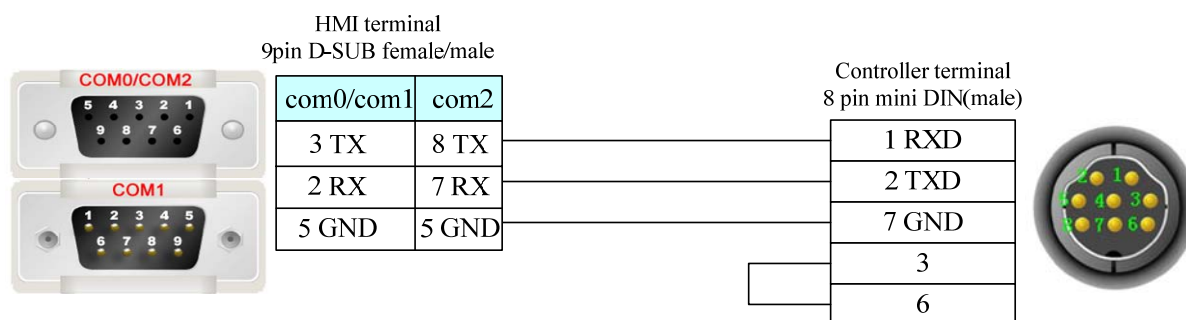 HMI terminal
9pin D-SUB female/male
COM0/COM2
5 4 3 2 1
9 8 7 6
COM1
1 2 3 4 5
6 7 8 9
com0/com1 com2
3 TX 8 TX
2 RX 7 RX
5 GND 5 GND
Controller terminal
8 pin mini DIN(male)
1 RXD
2 TXD
7 GND
3
6
2 1
5 4 3
8 7 6